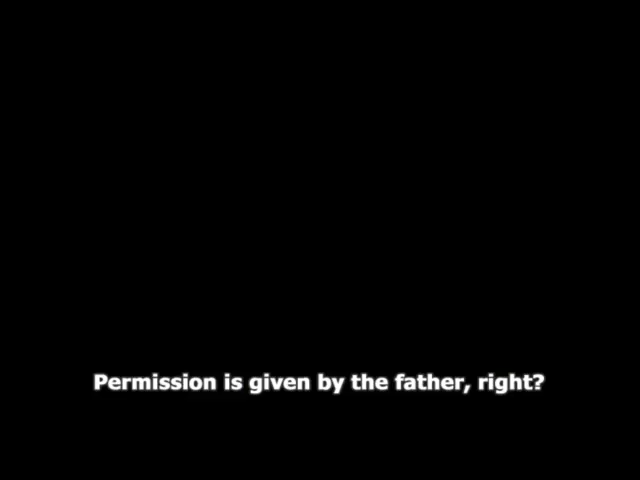 Permission is given by the father, right?